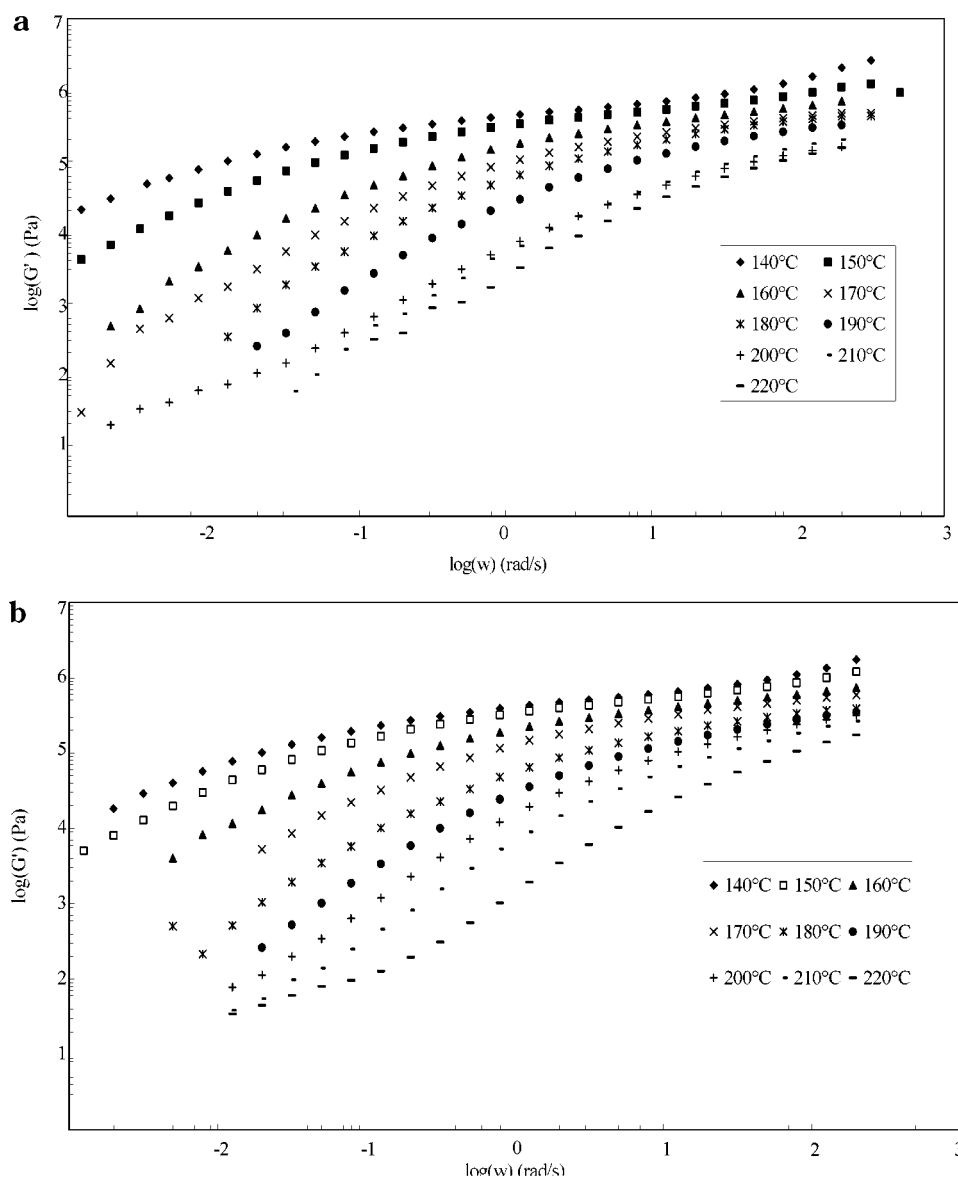 a
7
6
5
4
3
2
1
log(G' ) (Pa)
-2 -1 0 1 2 3
log(w) (rad/s)
140°C 150°C
160°C 170°C
180°C 190°C
200°C 210°C
220°C
b
7
6
5
4
3
2
1
log(G') (Pa)
-2 -1 0 1 2 3
log(w) (rad/s)
140°C 150°C 160°C
170°C 180°C 190°C
200°C 210°C 220°C